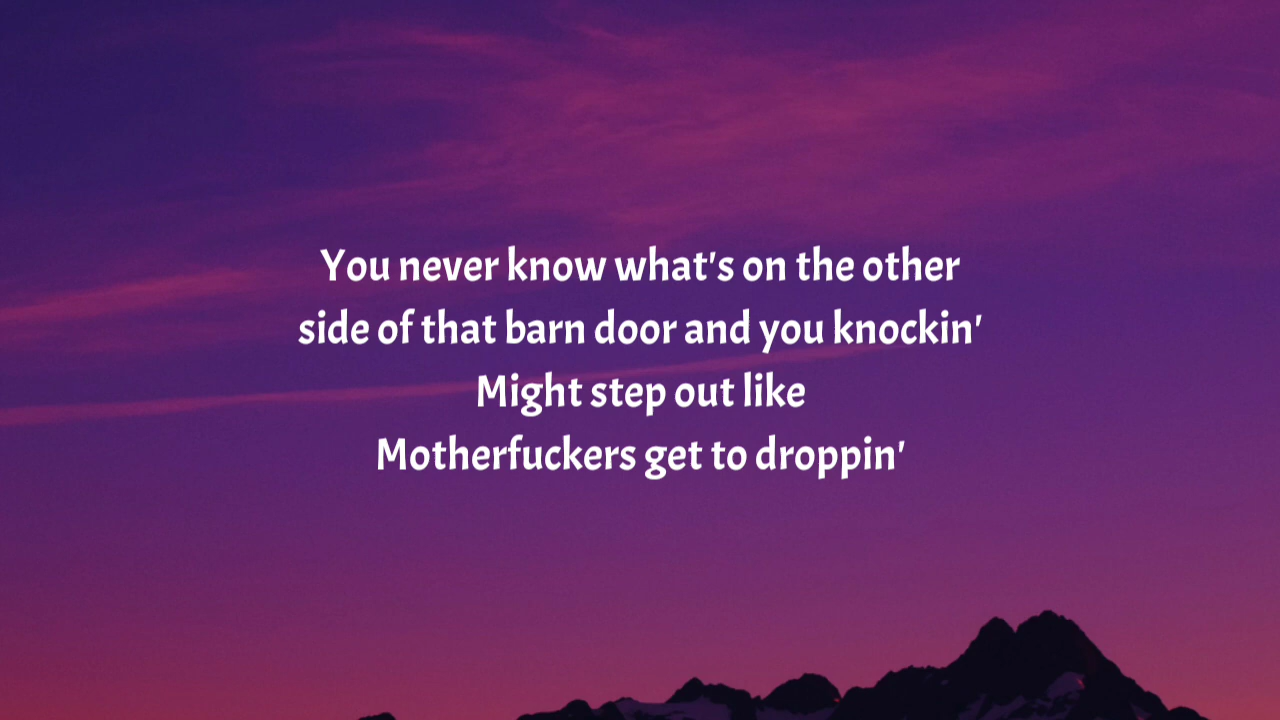 You never know what's on the other
side of that barn door and you knockin'
Might step out like
Motherfuckers get to droppin'